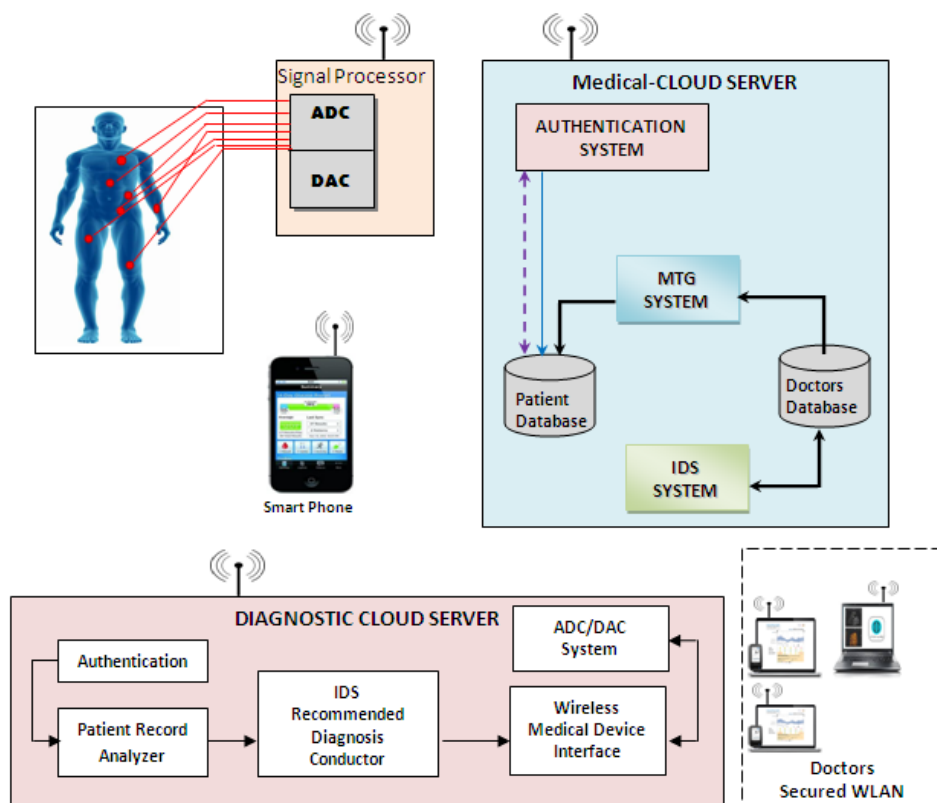 Signal Processor
ADC
DAC
Medical-CLOUD SERVER
AUTHENTICATION
SYSTEM
MTG
SYSTEM
Patient
Database
Doctors
Database
IDS
SYSTEM
Smart Phone
DIAGNOSTIC CLOUD SERVER
Authentication
Patient Record
Analyzer
IDS
Recommended
Diagnosis
Conductor
ADC/DAC
System
Wireless
Medical Device
Interface
Doctors
Secured WLAN